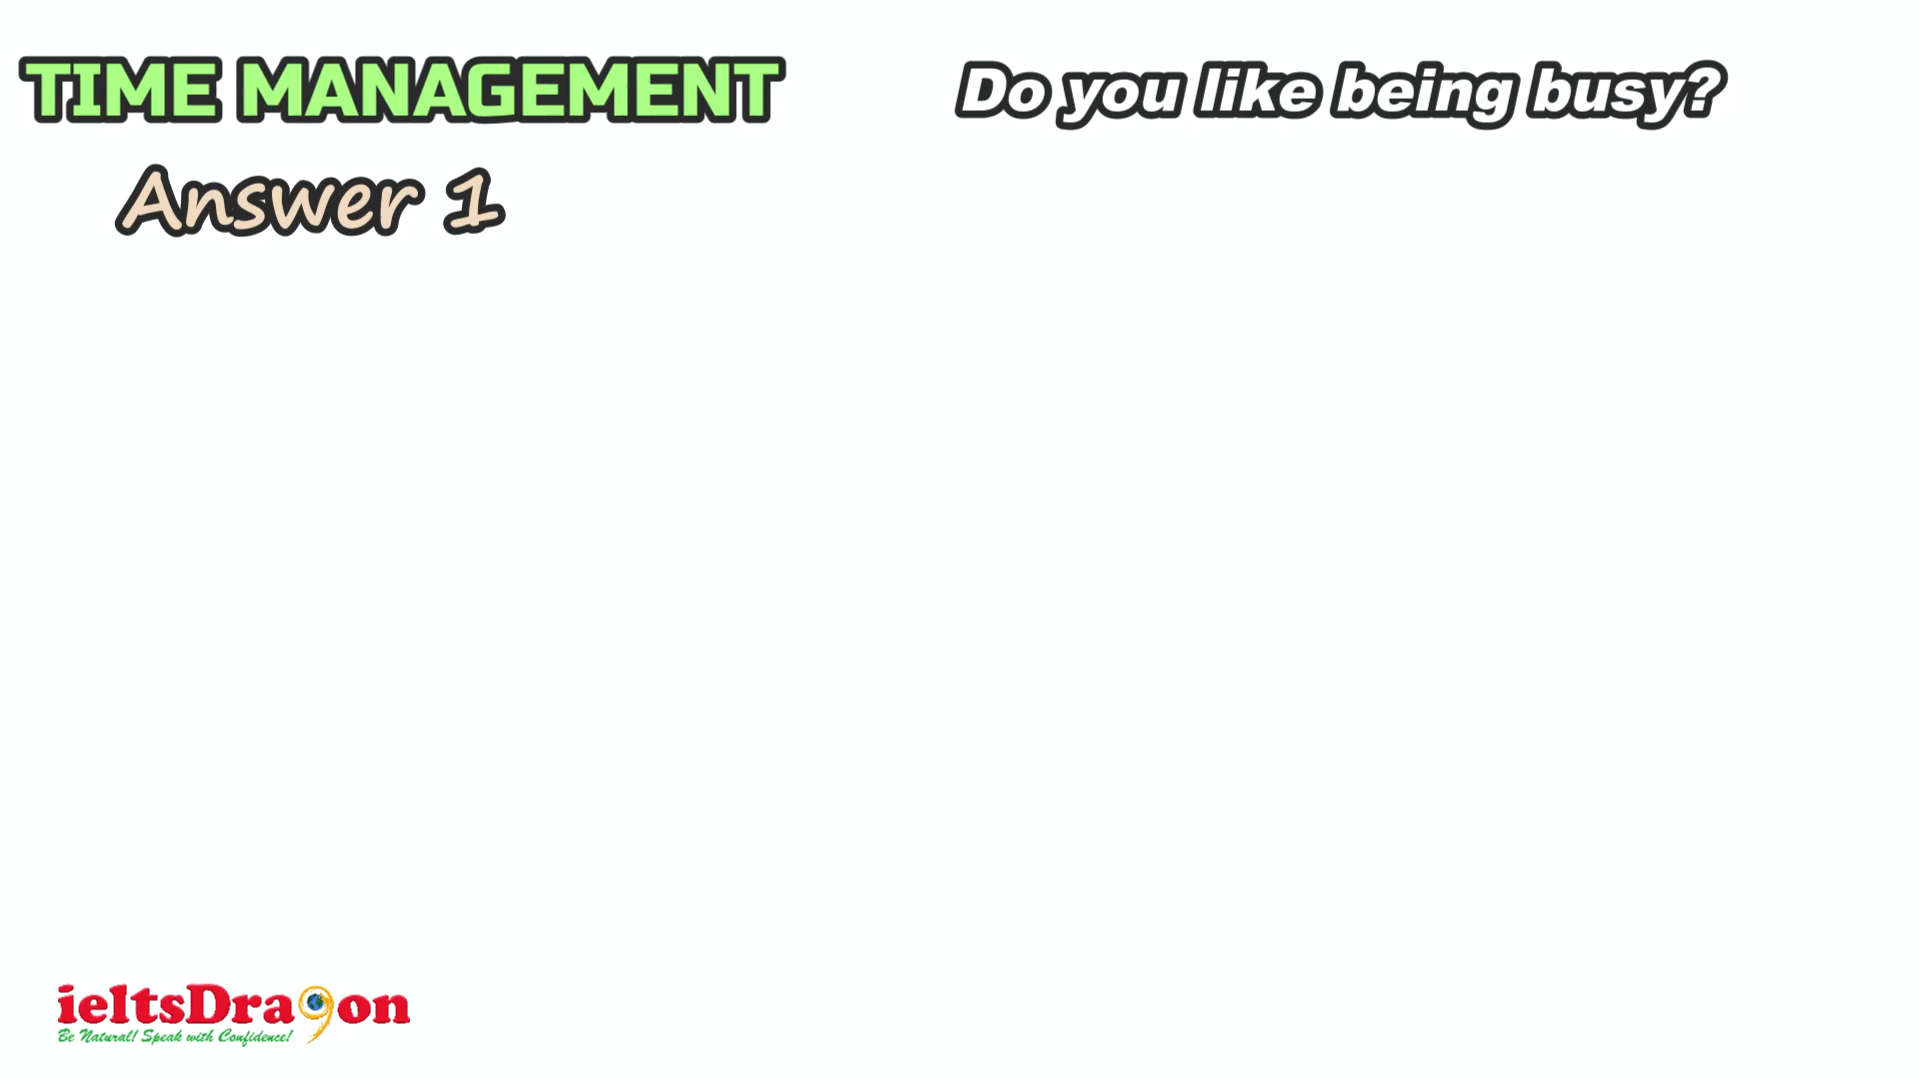 TIME MANAGEMENT
Do you like being busy?
Answer 1
ieltsDra9on
Be Natural! Speak with Confidence!